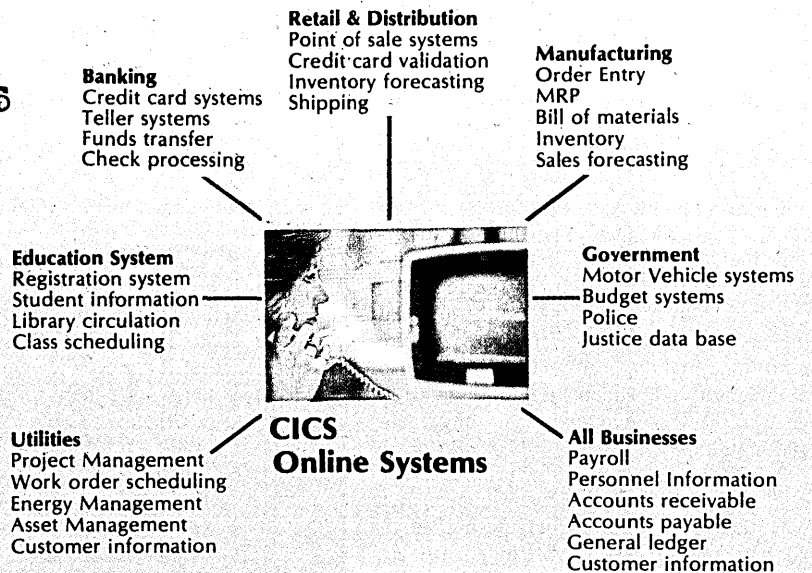 Retail & Distribution
Point of sale systems
Credit card validation
Inventory forecasting
Shipping
Banking
Credit card systems
Teller systems
Funds transfer
Check processing
Manufacturing
Order Entry
MRP
Bill of materials
Inventory
Sales forecasting
Education System
Registration system
Student information
Library circulation
Class scheduling
Government
Motor Vehicle systems
Budget systems
Police
Justice data base
Utilities
Project Management
Work order scheduling
Energy Management
Asset Management
Customer information
CICS
Online Systems
All Businesses
Payroll
Personnel Information
Accounts receivable
Accounts payable
General ledger
Customer information